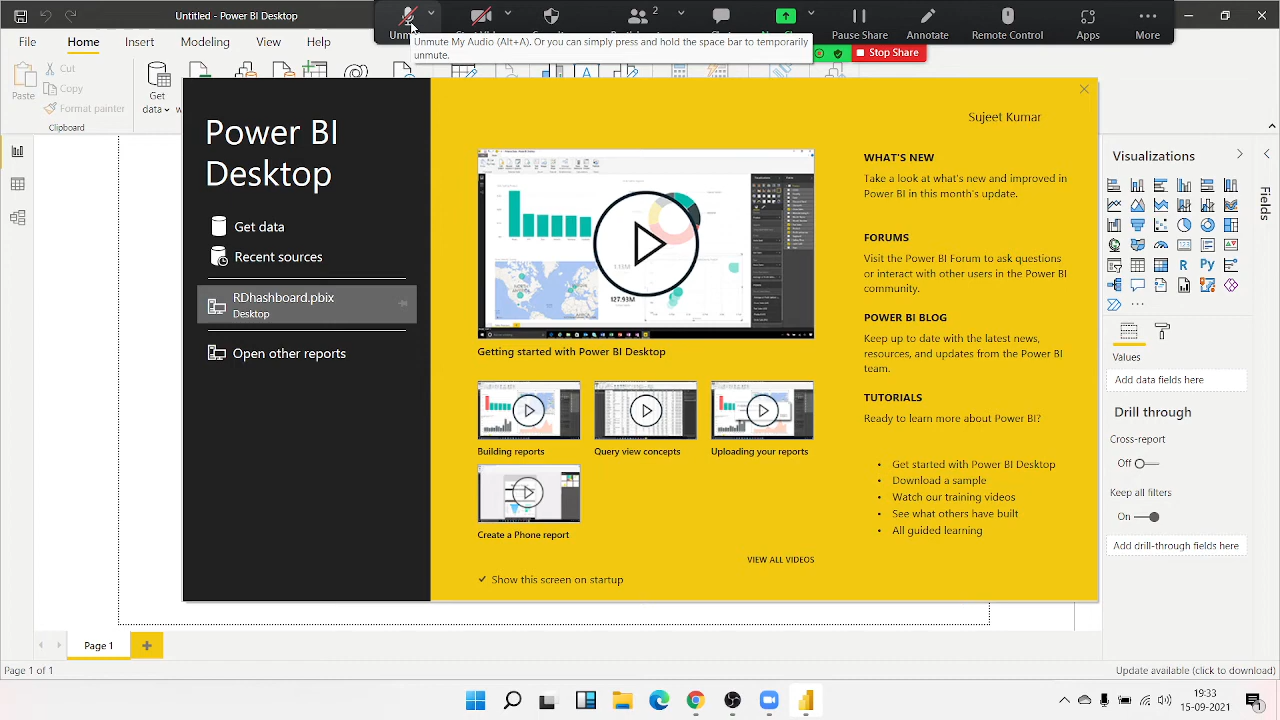 Untitled - Power BI Desktop
2
Pause Share
Annotate
Remote Control
Apps
More
Unmute My Audio (Alt+A). Or you can simply press and hold the space bar to temporarily
unmute.
Stop Share
File
Home
Insert
Modeling
View
Help
Cut
Copy
Paste
Format painter
data
Clipboard
Power BI
Desktop
Get data
Recent sources
Desktop
Open other reports
Sujeet Kumar
Getting started with Power BI Desktop
Building reports
Query view concepts
Uploading your reports
Create a Phone report
VIEW ALL VIDEOS
Show this screen on startup
WHAT'S NEW
Take a look at what's new and improved in
Power BI in this month's update.
FORUMS
Visit the Power BI Forum to ask questions
or interact with other users in the Power BI
community.
POWER BI BLOG
Keep up to date with the latest news,
resources, and updates from the Power BI
team.
TUTORIALS
Ready to learn more about Power BI?
• Get started with Power BI Desktop
• Download a sample
• Watch our training videos
• See what others have built
• All guided learning
Visualizations
Fields
Values
Add data fields here
Drill through
Cross-report
Off
Keep all filters
On
Add drill-through fields here
Page 1
Page 1 of 1
Update available (click to download)
19:33
15-09-2021